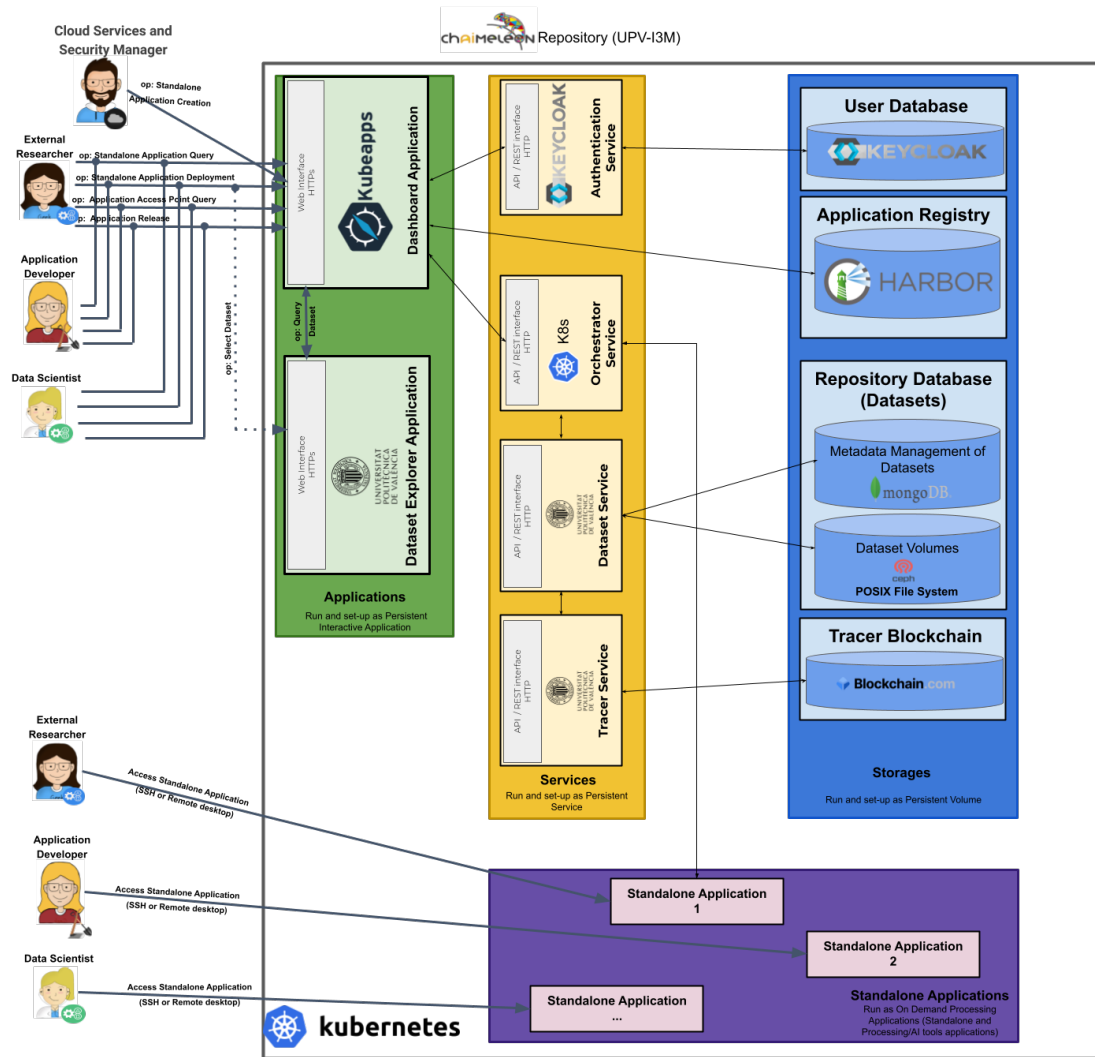 CHAIMELEON Repository (UPV-I3M)
Cloud Services and
Security Manager
op: Standalone
Application Creation
External
Researcher
op: Standalone Application Query
op: Standalone Application Deployment
op: Application Access Point Query
op: Application Release
Application
Developer
Data Scientist
op: Select Dataset
Web Interface
HTTPs
Kubeapps
Dashboard Application
op: Query
Dataset
Web Interface
HTTPs
UNIVERSITAT
POLITÈCNICA
DE VALÈNCIA
Dataset Explorer Application
Applications
Run and set-up as Persistent
Interactive Application
API / REST interface
HTTP
KEYCLOAK
Authentication
Service
API / REST interface
HTTP
K8s
Orchestrator
Service
API / REST interface
HTTP
UNIVERSITAT
POLITÈCNICA
DE VALÈNCIA
Dataset Service
API / REST interface
HTTP
UNIVERSITAT
POLITÈCNICA
DE VALÈNCIA
Tracer Service
Services
Run and set-up as Persistent
Service
User Database
KEYCLOAK
Application Registry
HARBOR
Repository Database
(Datasets)
Metadata Management of
Datasets
mongoDB
Dataset Volumes
ceph
POSIX File System
Tracer Blockchain
Blockchain.com
Storages
Run and set-up as Persistent Volume
External
Researcher
Access Standalone Application
(SSH or Remote desktop)
Application
Developer
Access Standalone Application
(SSH or Remote desktop)
Data Scientist
Access Standalone Application
(SSH or Remote desktop)
Standalone Application
1
Standalone Application
2
Standalone Application
...
Standalone Applications
Run as On Demand Processing
Applications (Standalone and
Processing/AI tools applications)
kubernetes